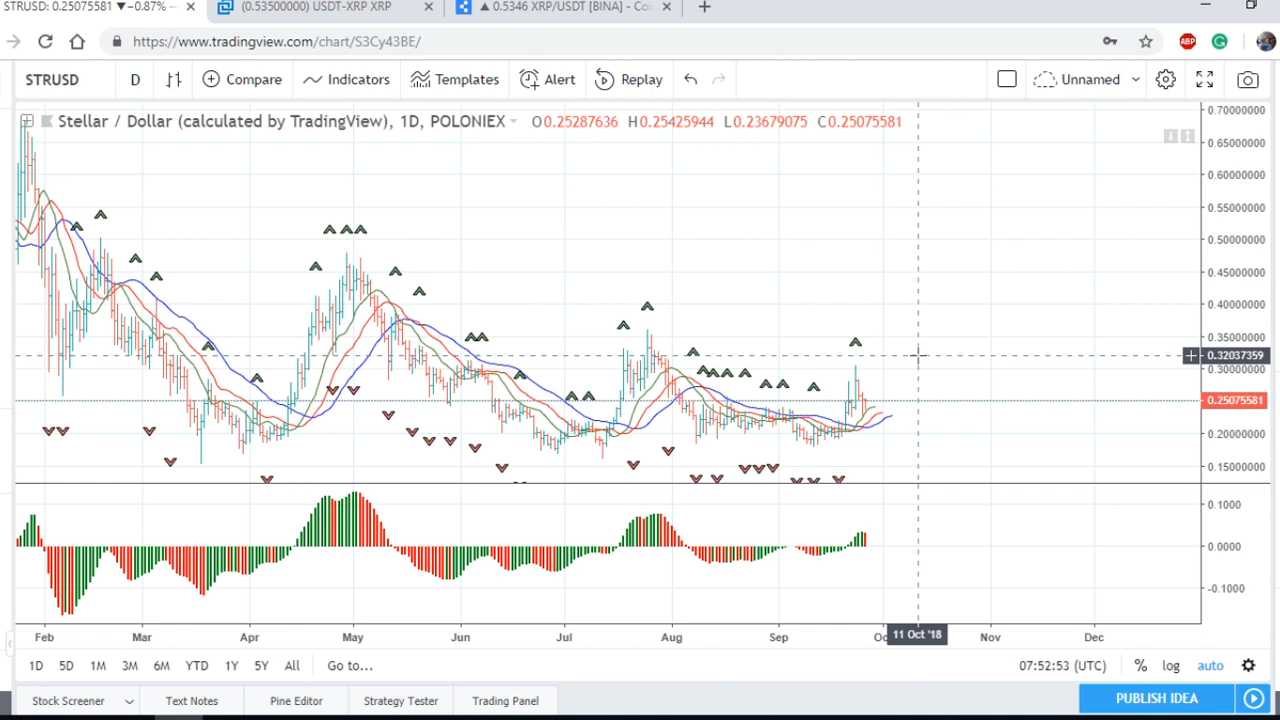 STRUSD: 0.25075581 ▼−0.87%
(0.53500000) USDT-XRP XRP
▲ 0.5346 XRP/USDT [BINA] - Coi
https://www.tradingview.com/chart/S3Cy43BE/
ABP
STRUSD D Compare Indicators Templates Alert Replay Unnamed
Stellar / Dollar (calculated by TradingView), 1D, POLONIEX O0.25287636 H0.25425944 L0.23679075 C0.25075581
0.70000000
0.65000000
0.60000000
0.55000000
0.50000000
0.45000000
0.40000000
0.35000000
0.32037359
0.30000000
0.25075581
0.20000000
0.15000000
0.1000
0.0000
-0.1000
Feb Mar Apr May Jun Jul Aug Sep Oc 11 Oct '18 Nov Dec
1D 5D 1M 3M 6M YTD 1Y 5Y All Go to... 07:52:53 (UTC) % log auto
Stock Screener Text Notes Pine Editor Strategy Tester Trading Panel PUBLISH IDEA